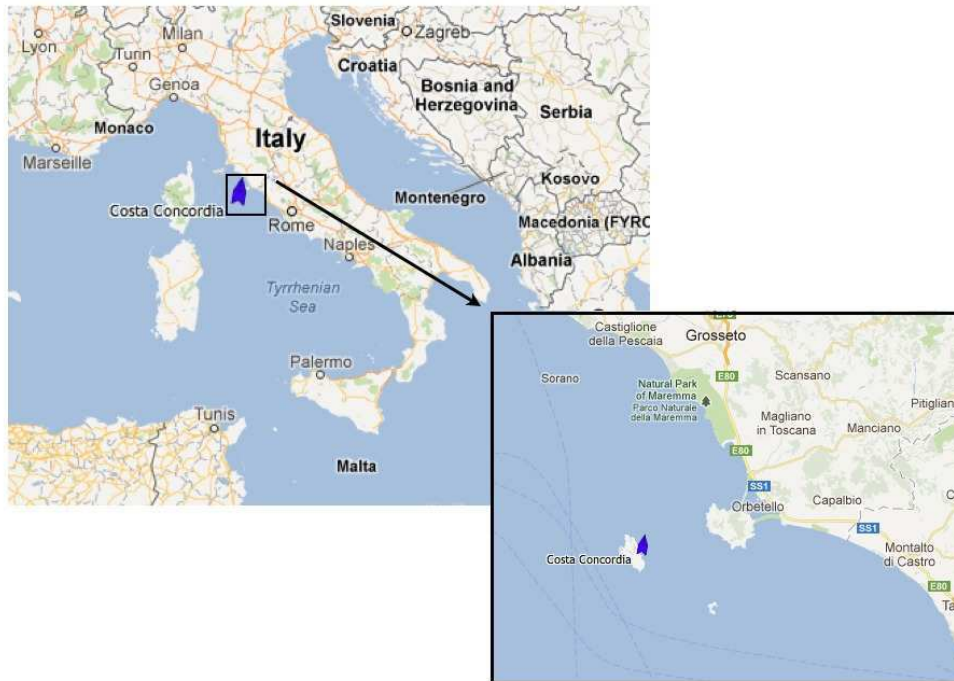 Slovenia
Zagreb
Lyon
Milan
Turin
Croatia
Bosnia and
Herzegovina
Genoa
Serbia
Monaco
Italy
Marseille
Kosovo
Montenegro
Costa Concordia
Rome
Macedonia (FYRO
Naples
Albania
Tyrrhenian
Sea
Palermo
Tunis
Malta
Castiglione
della Pescaia
Grosseto
E80
Sorano
Scansano
Natural Park
of Maremma
Parco Naturale
della Maremma
Magliano
in Toscana
Pitiglian
Manciano
E80
SS1
Orbetello
Capalbio
SS1
Costa Concordia
Montalto
di Castro
E80
Ta